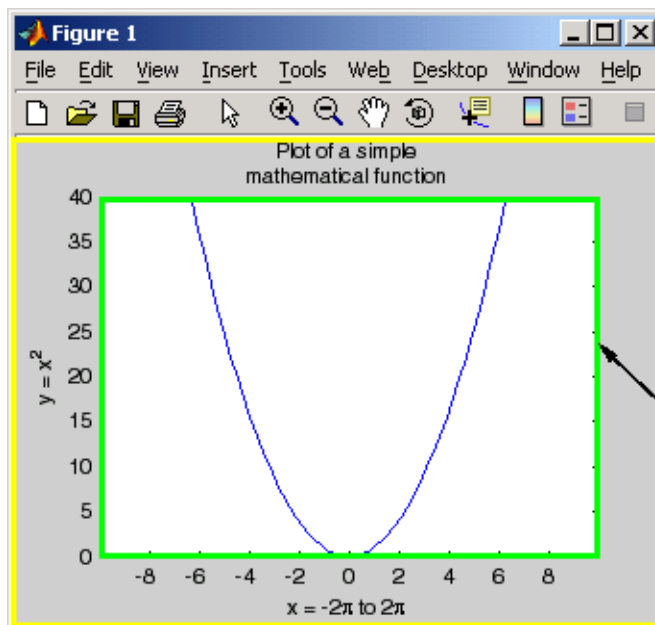 Figure 1
File Edit View Insert Tools Web Desktop Window Help
Plot of a simple
mathematical function
40
35
30
25
20
15
10
5
0
y = x²
-8 -6 -4 -2 0 2 4 6 8
x = -2π to 2π